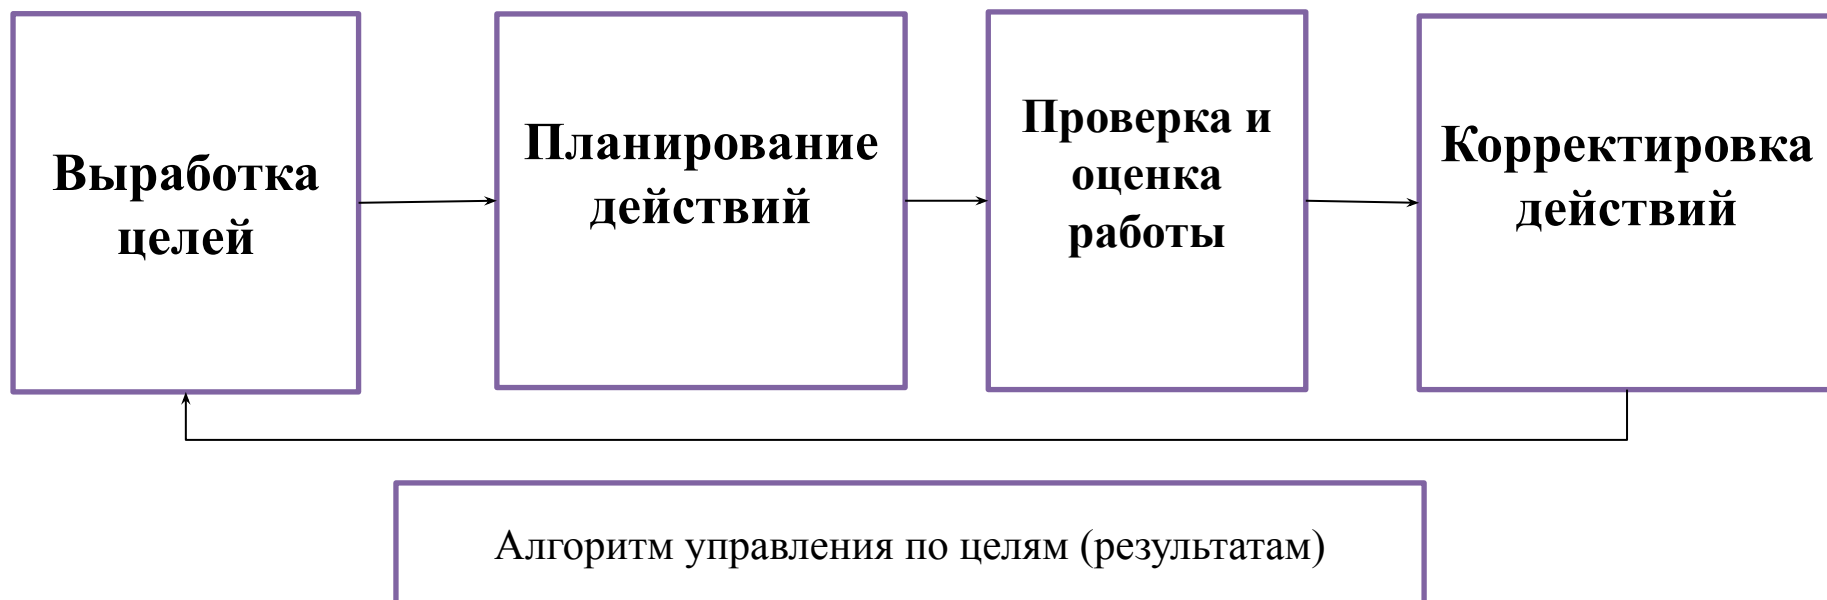 Выработка
целей
Планирование
действий
Проверка и
оценка
работы
Корректировка
действий
Алгоритм управления по целям (результатам)